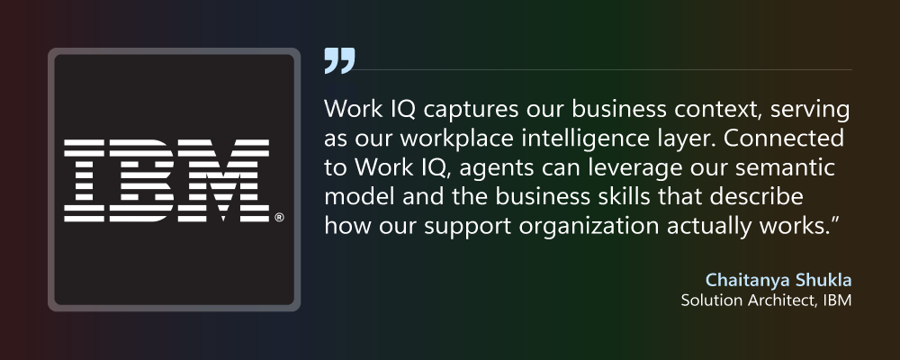 IBM®
”
Work IQ captures our business context, serving
as our workplace intelligence layer. Connected
to Work IQ, agents can leverage our semantic
model and the business skills that describe
how our support organization actually works.”
Chaitanya Shukla
Solution Architect, IBM